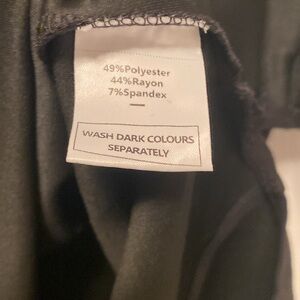 49%Polyester
44%Rayon
7%Spandex
WASH DARK COLOURS
SEPARATELY